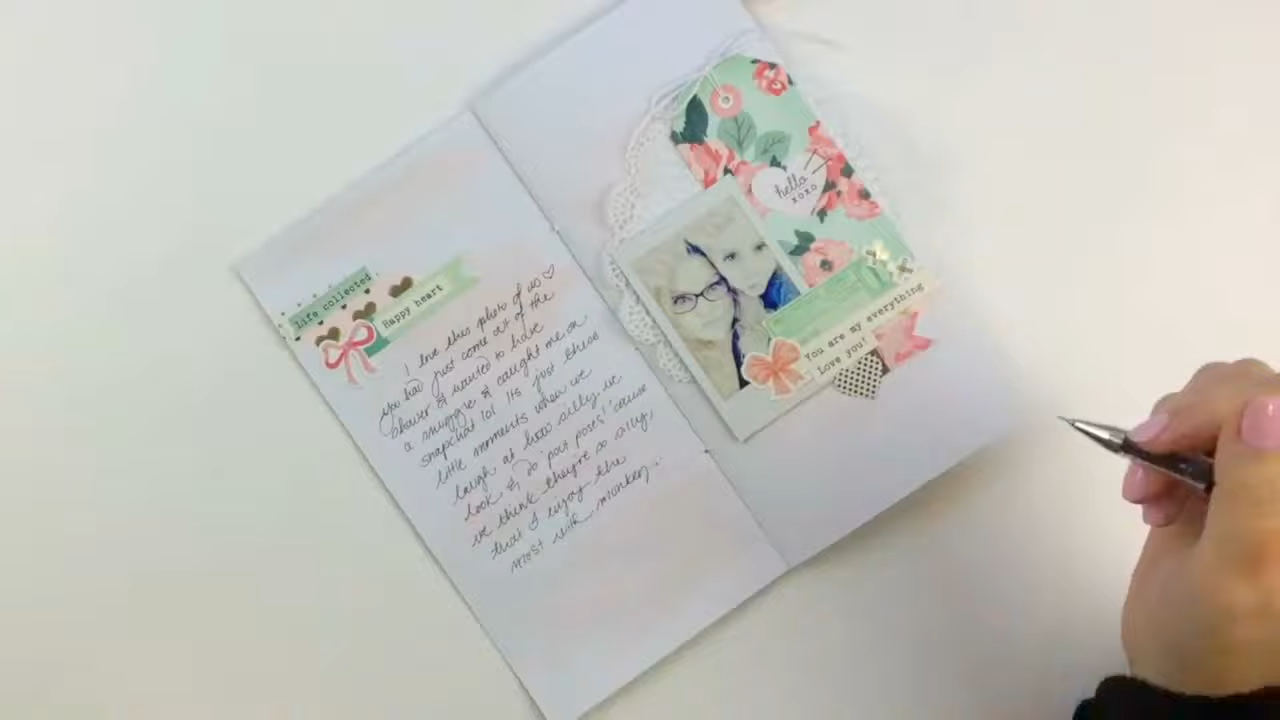 Life collected
Happy heart
I love this photo of us
you had just come out of the
shower & wanted to have
a snuggie & caught me on
snapchat lol Its just those
little moments when we
laugh at how silly we
look & do 'pout poses' 'cause
we think they're so silly,
that I enjoy the
most with monkey.
hello
xoxo
You are my everything
Love you!